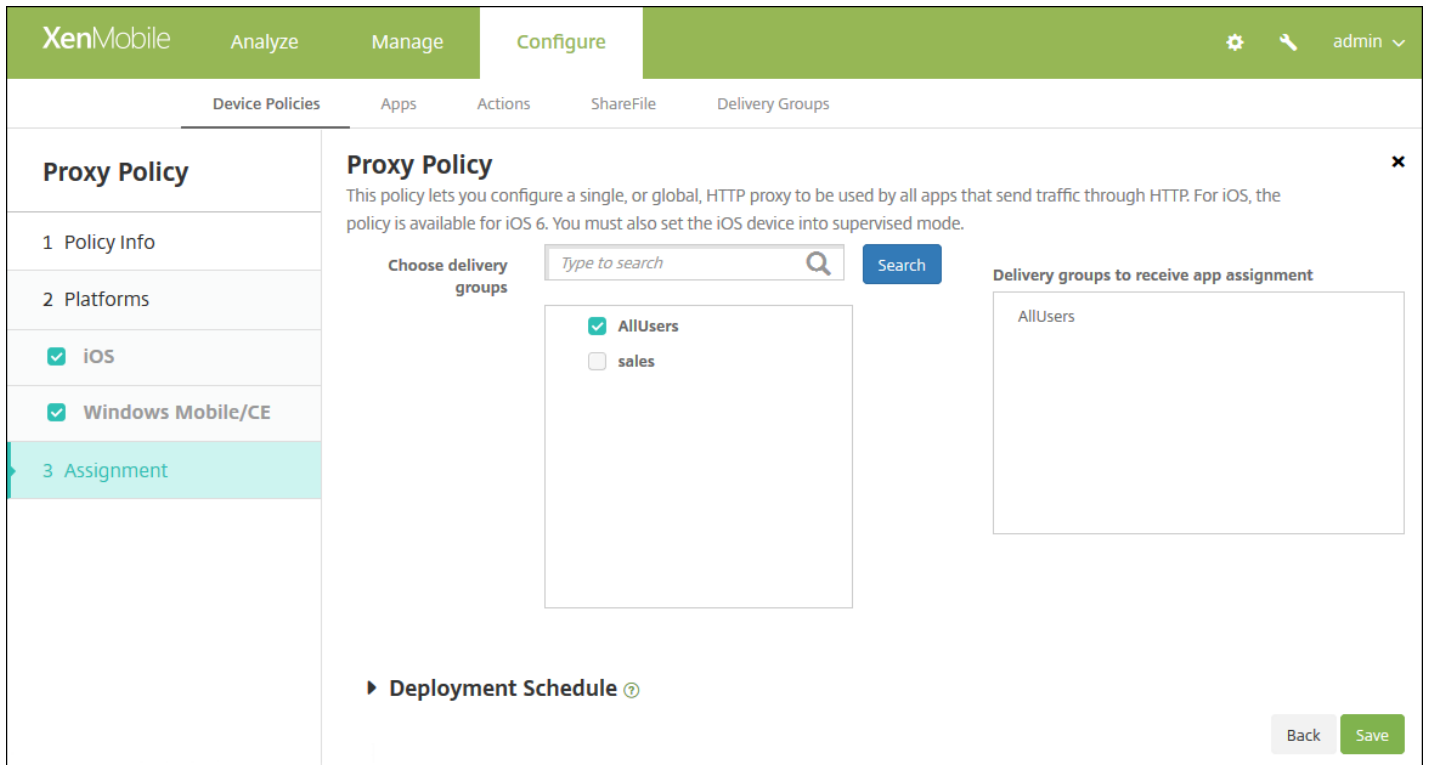 XenMobile Analyze Manage Configure admin
Device Policies Apps Actions ShareFile Delivery Groups
Proxy Policy
1 Policy Info
2 Platforms
iOS
Windows Mobile/CE
3 Assignment
Proxy Policy
This policy lets you configure a single, or global, HTTP proxy to be used by all apps that send traffic through HTTP. For iOS, the
policy is available for iOS 6. You must also set the iOS device into supervised mode.
Choose delivery
groups
Type to search
Search
AllUsers
sales
Delivery groups to receive app assignment
AllUsers
Deployment Schedule ?
Back Save